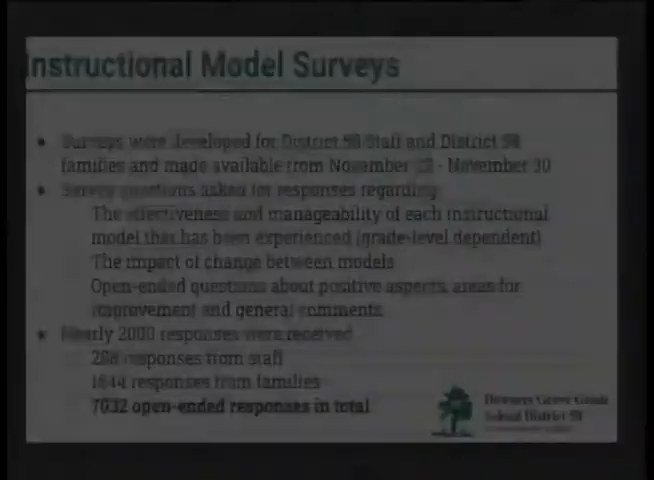 Instructional Model Surveys
Surveys were developed for District 58 Staff and District 58
families and made available from November - November 30
Survey questions asked for responses regarding
The effectiveness and manageability of each instructional
model that has been experienced (grade-level dependent)
The impact of change between models
Open-ended questions about positive aspects, areas for
improvement and general comments
Nearly 2000 responses were received
responses from staff
1644 responses from families
7032 open-ended responses in total
Downers Grove Grade
School District 58